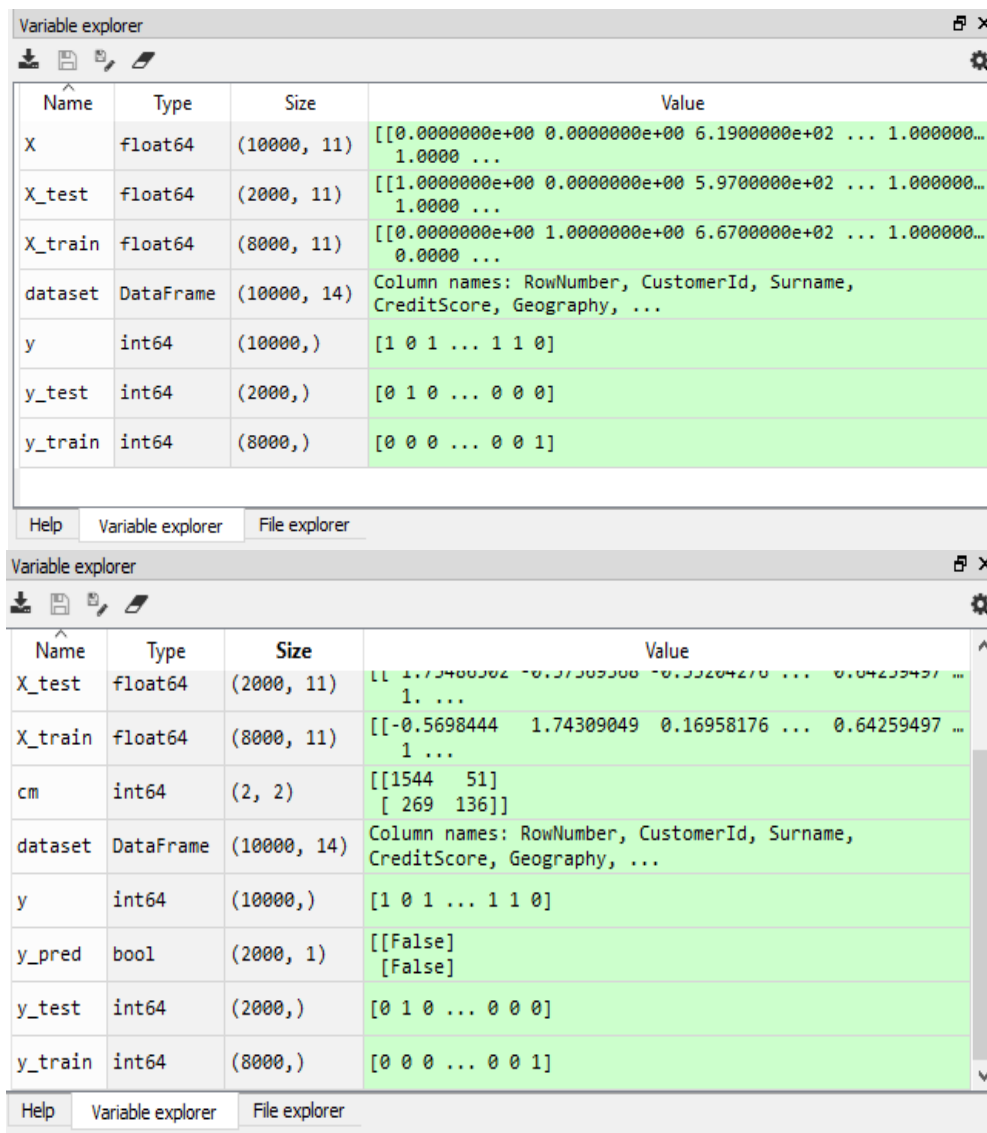 Variable explorer
Name Type Size Value
X float64 (10000, 11) [[0.0000000e+00 0.0000000e+00 6.1900000e+02 ... 1.000000…
1.0000 ...
X_test float64 (2000, 11) [[1.0000000e+00 0.0000000e+00 5.9700000e+02 ... 1.000000…
1.0000 ...
X_train float64 (8000, 11) [[0.0000000e+00 1.0000000e+00 6.6700000e+02 ... 1.000000…
0.0000 ...
dataset DataFrame (10000, 14) Column names: RowNumber, CustomerId, Surname,
CreditScore, Geography, ...
y int64 (10000,) [1 0 1 ... 1 1 0]
y_test int64 (2000,) [0 1 0 ... 0 0 0]
y_train int64 (8000,) [0 0 0 ... 0 0 1]
Help Variable explorer File explorer
Variable explorer
Name Type Size Value
X_test float64 (2000, 11) ... 0.64259497 …
1. ...
X_train float64 (8000, 11) [[-0.5698444 1.74309049 0.16958176 ... 0.64259497 …
1 ...
cm int64 (2, 2) [[1544 51]
[ 269 136]]
dataset DataFrame (10000, 14) Column names: RowNumber, CustomerId, Surname,
CreditScore, Geography, ...
y int64 (10000,) [1 0 1 ... 1 1 0]
y_pred bool (2000, 1) [[False]
[False]
y_test int64 (2000,) [0 1 0 ... 0 0 0]
y_train int64 (8000,) [0 0 0 ... 0 0 1]
Help Variable explorer File explorer